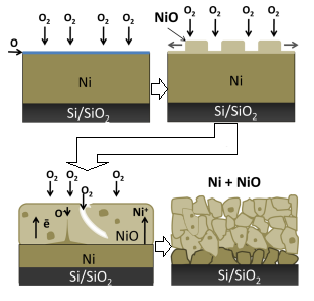 O₂ O₂ O₂ O₂
Ō
Ni
Si/SiO₂
NiO
O₂ O₂ O₂ O₂
Ni
Si/SiO₂
O₂ O₂ O₂ O₂
O Ni⁺
ē
NiO
Ni
Si/SiO₂
Ni + NiO
Si/SiO₂